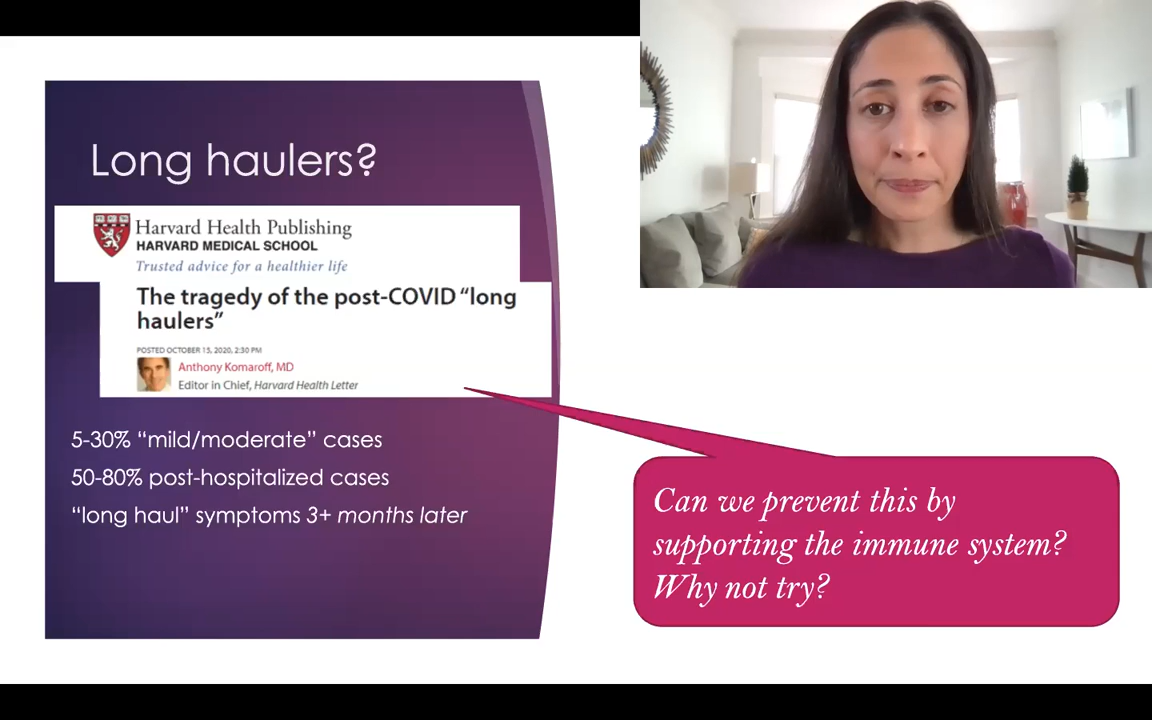 Long haulers?
Harvard Health Publishing
HARVARD MEDICAL SCHOOL
Trusted advice for a healthier life
The tragedy of the post-COVID “long
haulers”
POSTED OCTOBER 15, 2020, 2:30 PM
Anthony Komaroff, MD
Editor in Chief, Harvard Health Letter
5-30% “mild/moderate” cases
50-80% post-hospitalized cases
“long haul” symptoms 3+ months later
Can we prevent this by
supporting the immune system?
Why not try?